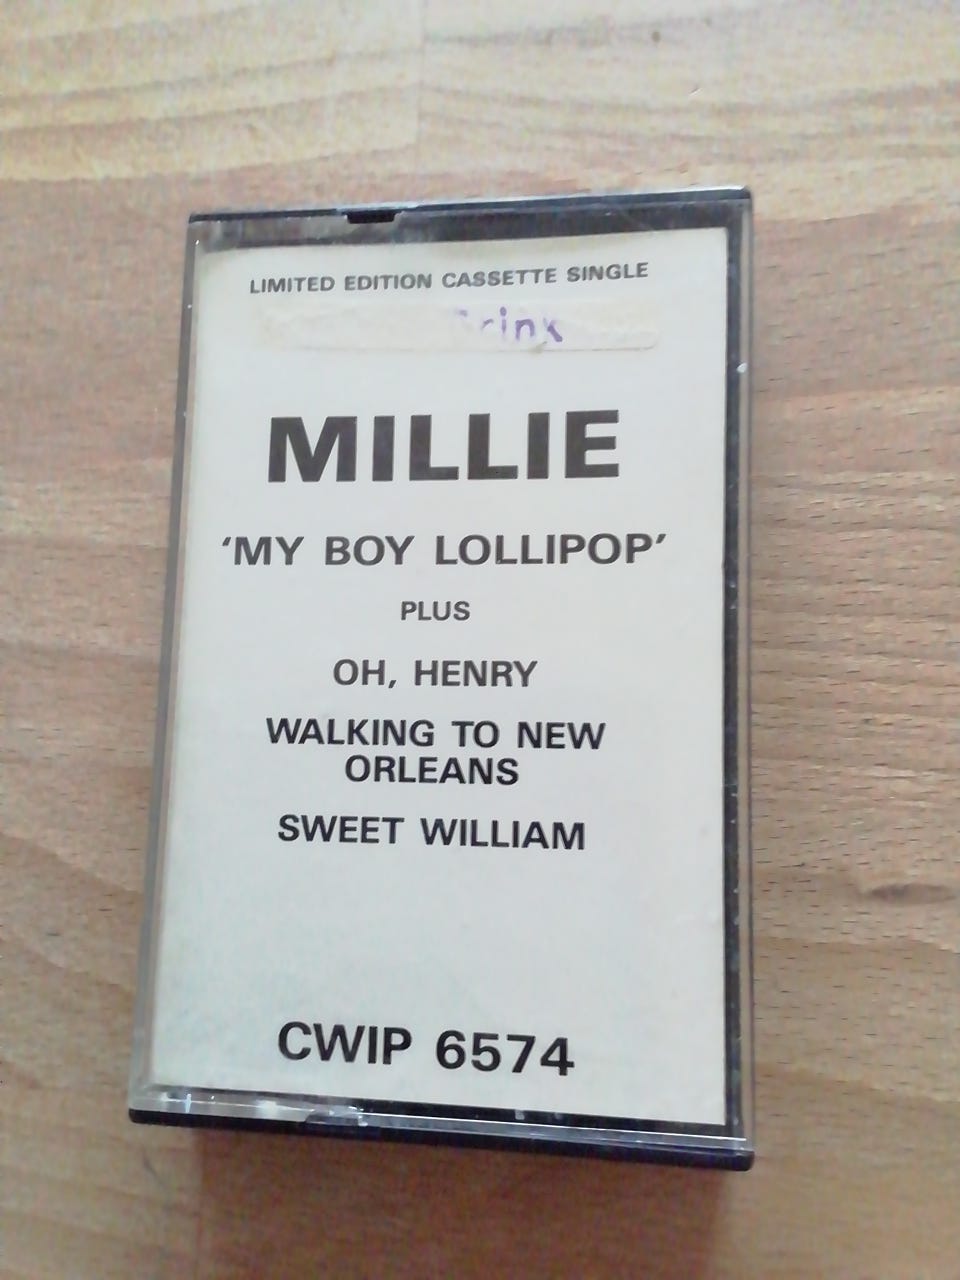 LIMITED EDITION CASSETTE SINGLE
MILLIE
'MY BOY LOLLIPOP'
PLUS
OH, HENRY
WALKING TO NEW
ORLEANS
SWEET WILLIAM
CWIP 6574